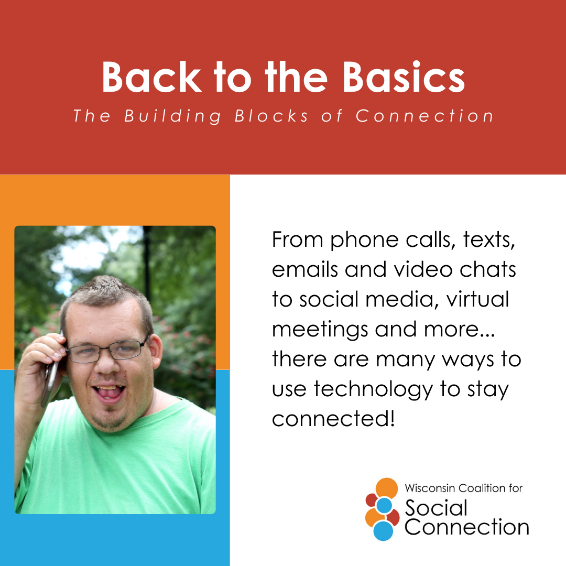 Back to the Basics
The Building Blocks of Connection
From phone calls, texts,
emails and video chats
to social media, virtual
meetings and more...
there are many ways to
use technology to stay
connected!
Wisconsin Coalition for
Social
Connection